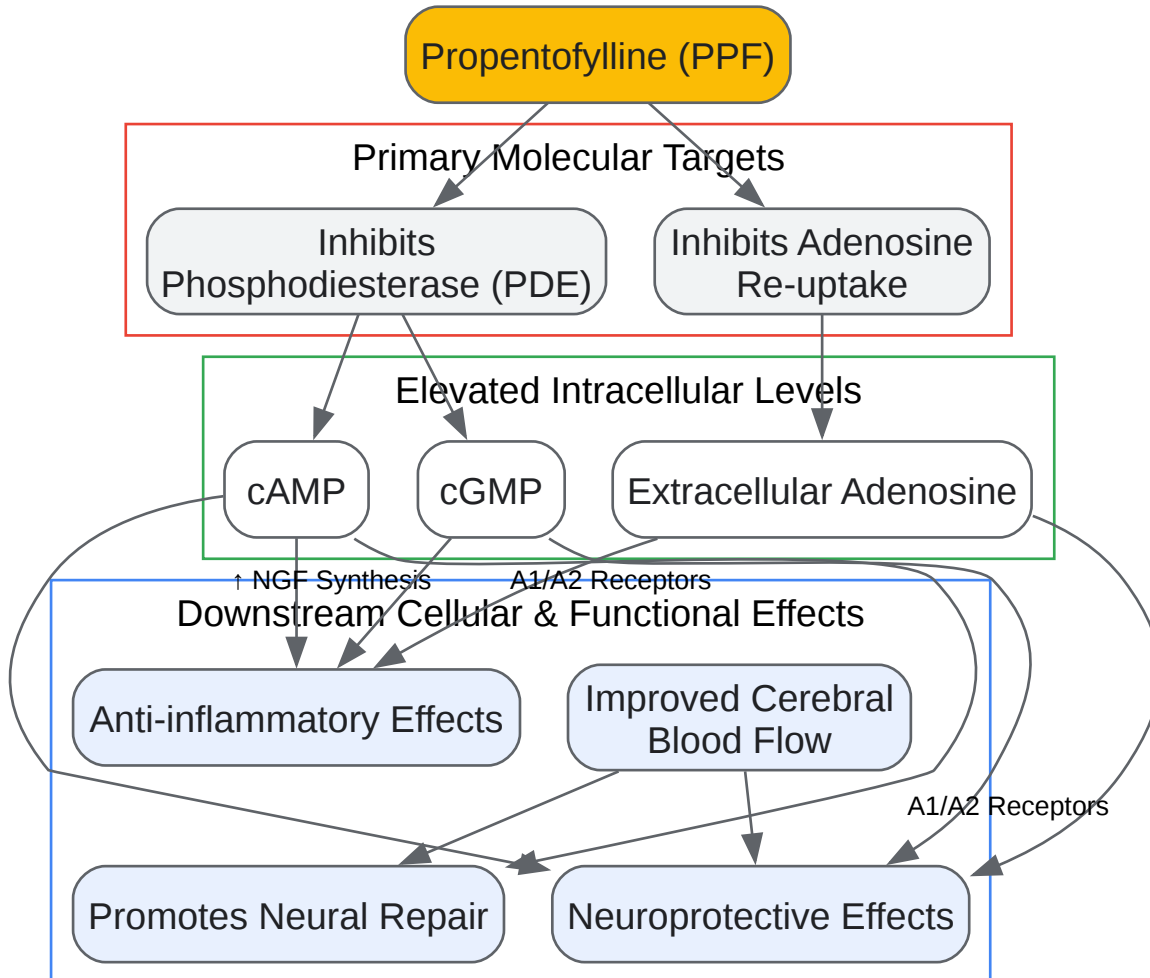 Propentofylline (PPF)
Primary Molecular Targets
Inhibits
Phosphodiesterase (PDE)
Inhibits Adenosine
Re-uptake
Elevated Intracellular Levels
cAMP
cGMP
Extracellular Adenosine
↑ NGF Synthesis
A1/A2 Receptors
Downstream Cellular & Functional Effects
Anti-inflammatory Effects
Improved Cerebral
Blood Flow
A1/A2 Receptors
Promotes Neural Repair
Neuroprotective Effects